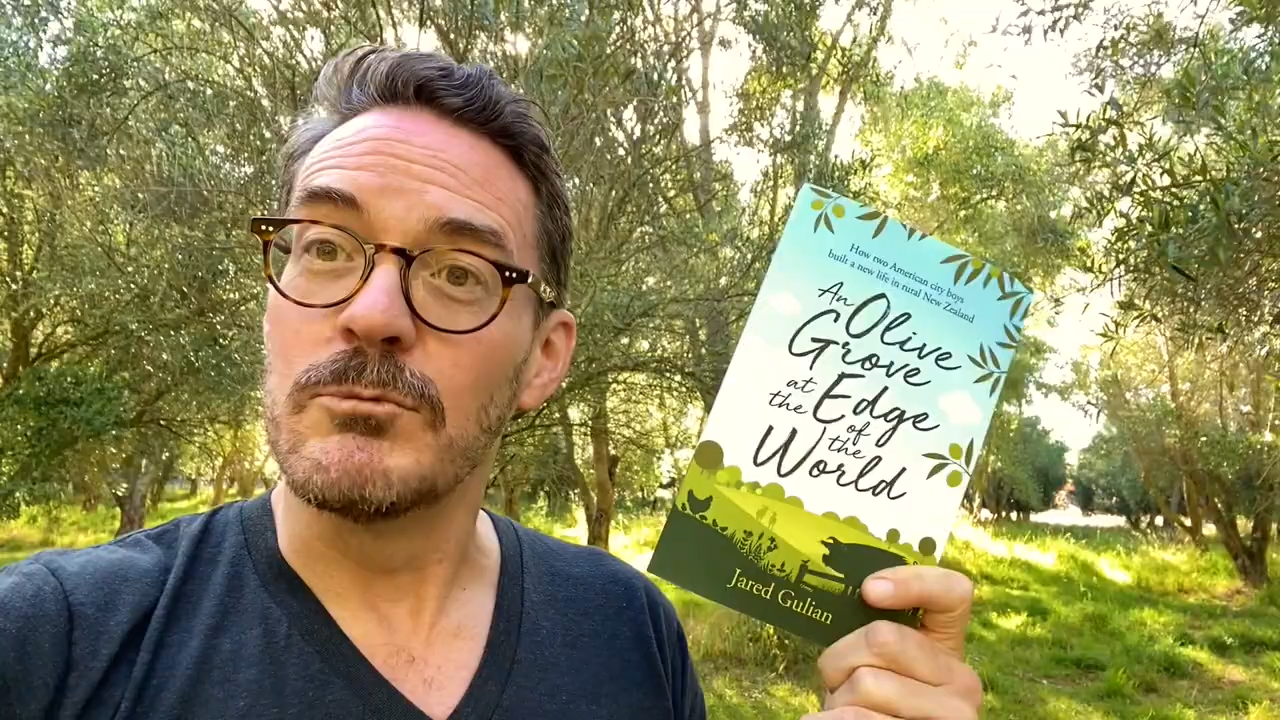 How two American city boys
built a new life in rural New Zealand
An Olive
Grove
at Edge
the of
the
World
Jared Gulian